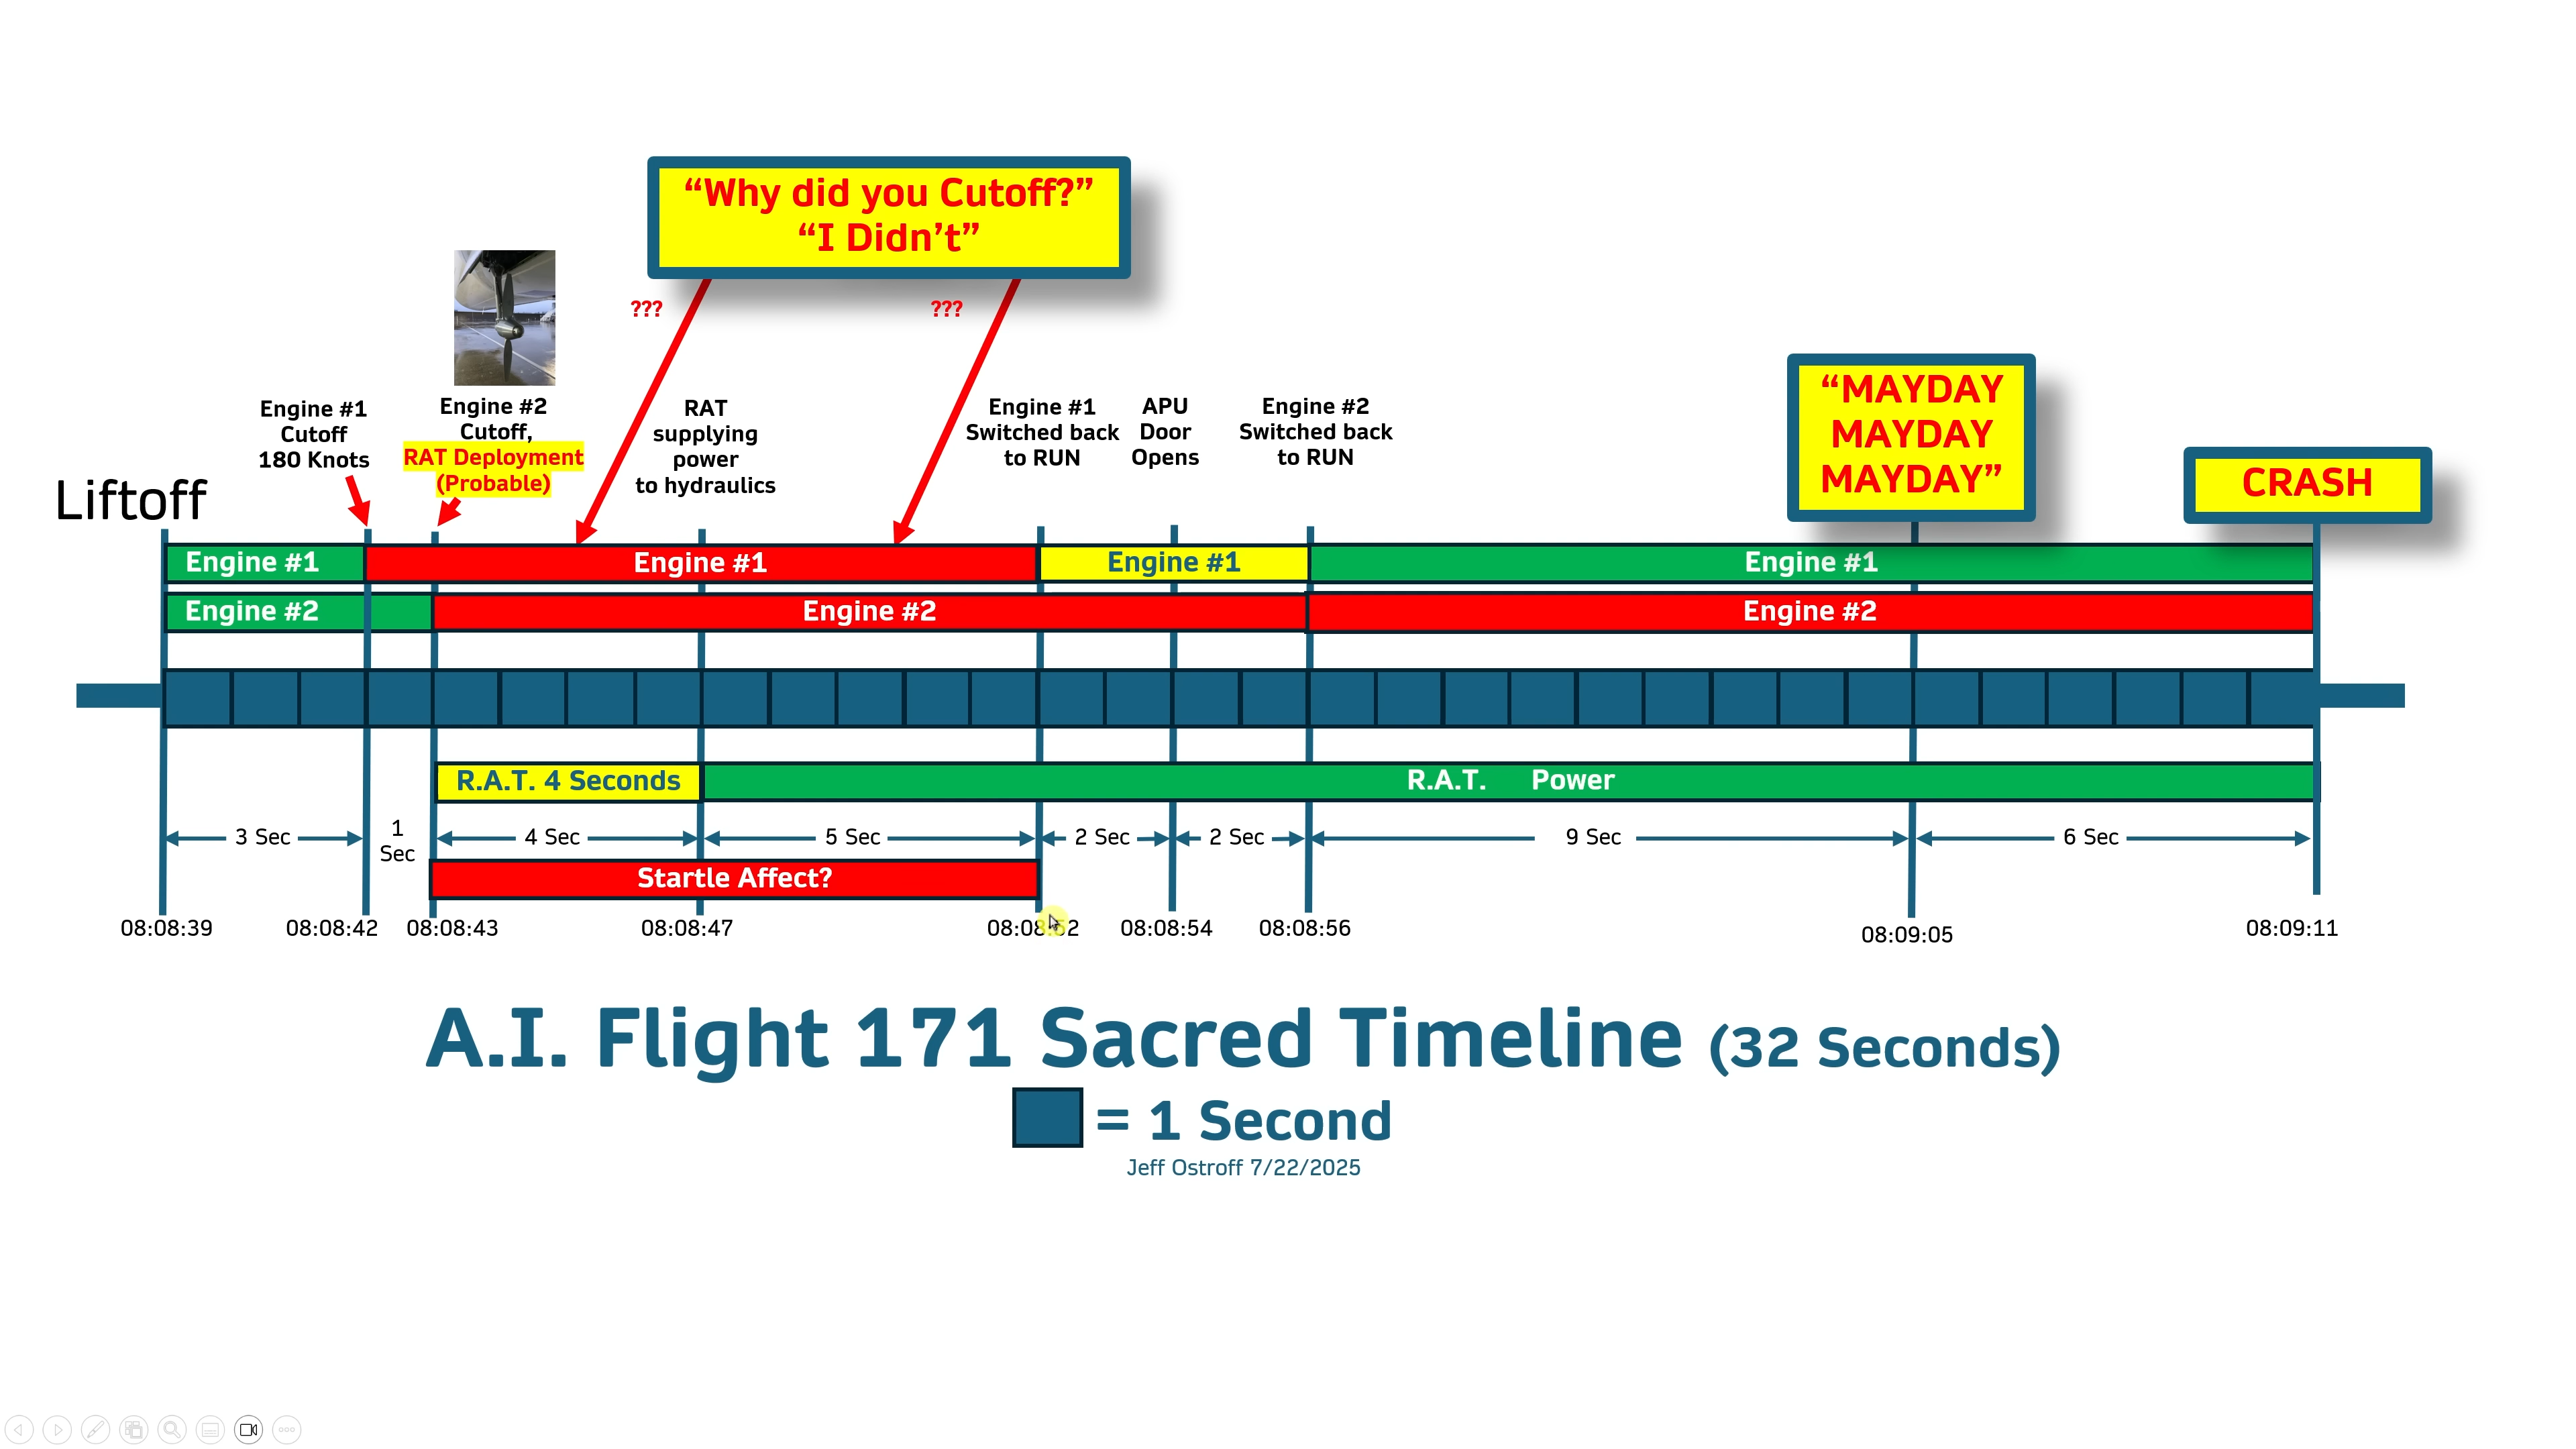 “Why did you Cutoff?”
“I Didn’t”
???
???
Engine #1
Cutoff
180 Knots
Engine #2
Cutoff,
RAT Deployment
(Probable)
RAT
supplying
power
to hydraulics
Engine #1
Switched back
to RUN
APU
Door
Opens
Engine #2
Switched back
to RUN
“MAYDAY
MAYDAY
MAYDAY”
CRASH
Liftoff
Engine #1
Engine #1
Engine #1
Engine #1
Engine #2
Engine #2
Engine #2
R.A.T. 4 Seconds
R.A.T. Power
3 Sec
1
Sec
4 Sec
5 Sec
2 Sec
2 Sec
9 Sec
6 Sec
Startle Affect?
08:08:39
08:08:42
08:08:43
08:08:47
08:08:52
08:08:54
08:08:56
08:09:05
08:09:11
A.I. Flight 171 Sacred Timeline (32 Seconds)
= 1 Second
Jeff Ostroff 7/22/2025